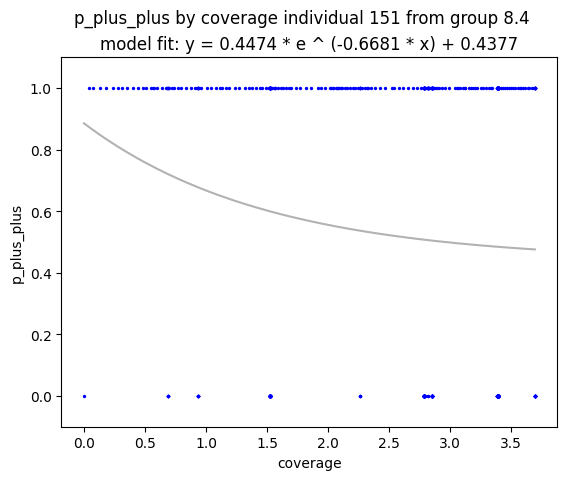 p_plus_plus by coverage individual 151 from group 8.4
model fit: y = 0.4474 * e ^ (-0.6681 * x) + 0.4377
1.0
0.8
0.6
0.4
0.2
0.0
p_plus_plus
0.0 0.5 1.0 1.5 2.0 2.5 3.0 3.5
coverage